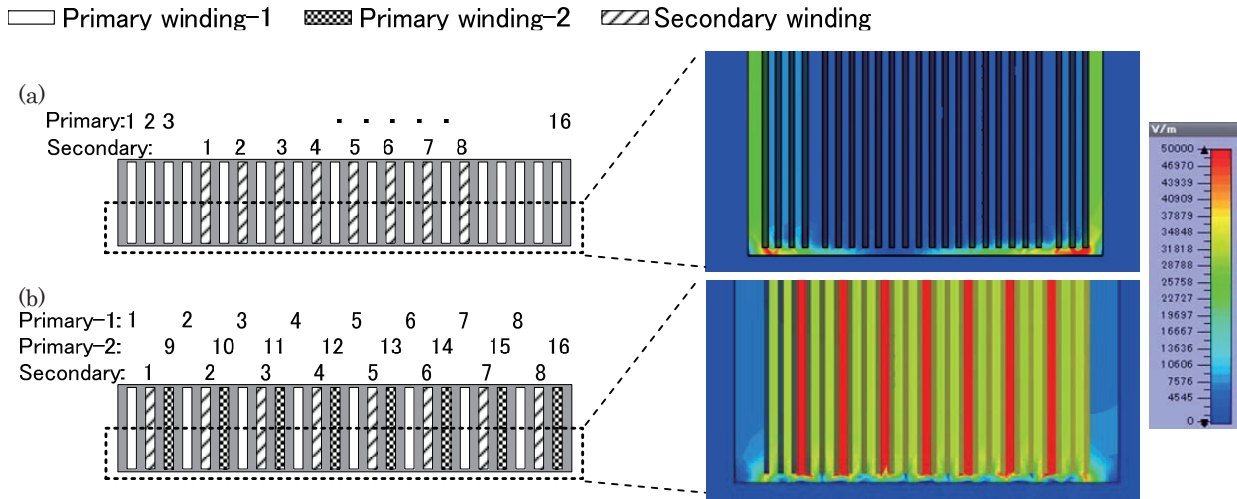 Primary winding-1 Primary winding-2 Secondary winding
(a)
Primary:1 2 3 . . . . . 16
Secondary: 1 2 3 4 5 6 7 8
(b)
Primary-1: 1 2 3 4 5 6 7 8
Primary-2: 9 10 11 12 13 14 15 16
Secondary: 1 2 3 4 5 6 7 8
V/m
50000
46970
43939
40909
37879
34848
31818
28788
25758
22727
19697
16667
13636
10606
7576
4545
0